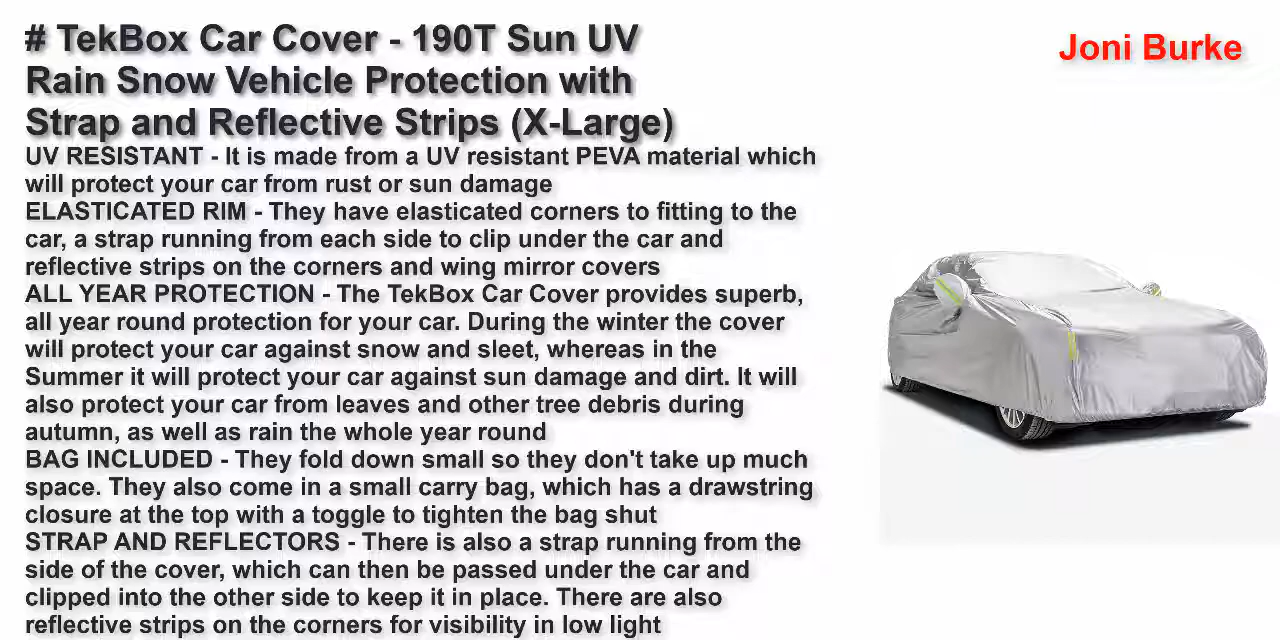 # TekBox Car Cover - 190T Sun UV
Rain Snow Vehicle Protection with
Strap and Reflective Strips (X-Large)
Joni Burke
UV RESISTANT - It is made from a UV resistant PEVA material which
will protect your car from rust or sun damage
ELASTICATED RIM - They have elasticated corners to fitting to the
car, a strap running from each side to clip under the car and
reflective strips on the corners and wing mirror covers
ALL YEAR PROTECTION - The TekBox Car Cover provides superb,
all year round protection for your car. During the winter the cover
will protect your car against snow and sleet, whereas in the
Summer it will protect your car against sun damage and dirt. It will
also protect your car from leaves and other tree debris during
autumn, as well as rain the whole year round
BAG INCLUDED - They fold down small so they don't take up much
space. They also come in a small carry bag, which has a drawstring
closure at the top with a toggle to tighten the bag shut
STRAP AND REFLECTORS - There is also a strap running from the
side of the cover, which can then be passed under the car and
clipped into the other side to keep it in place. There are also
reflective strips on the corners for visibility in low light